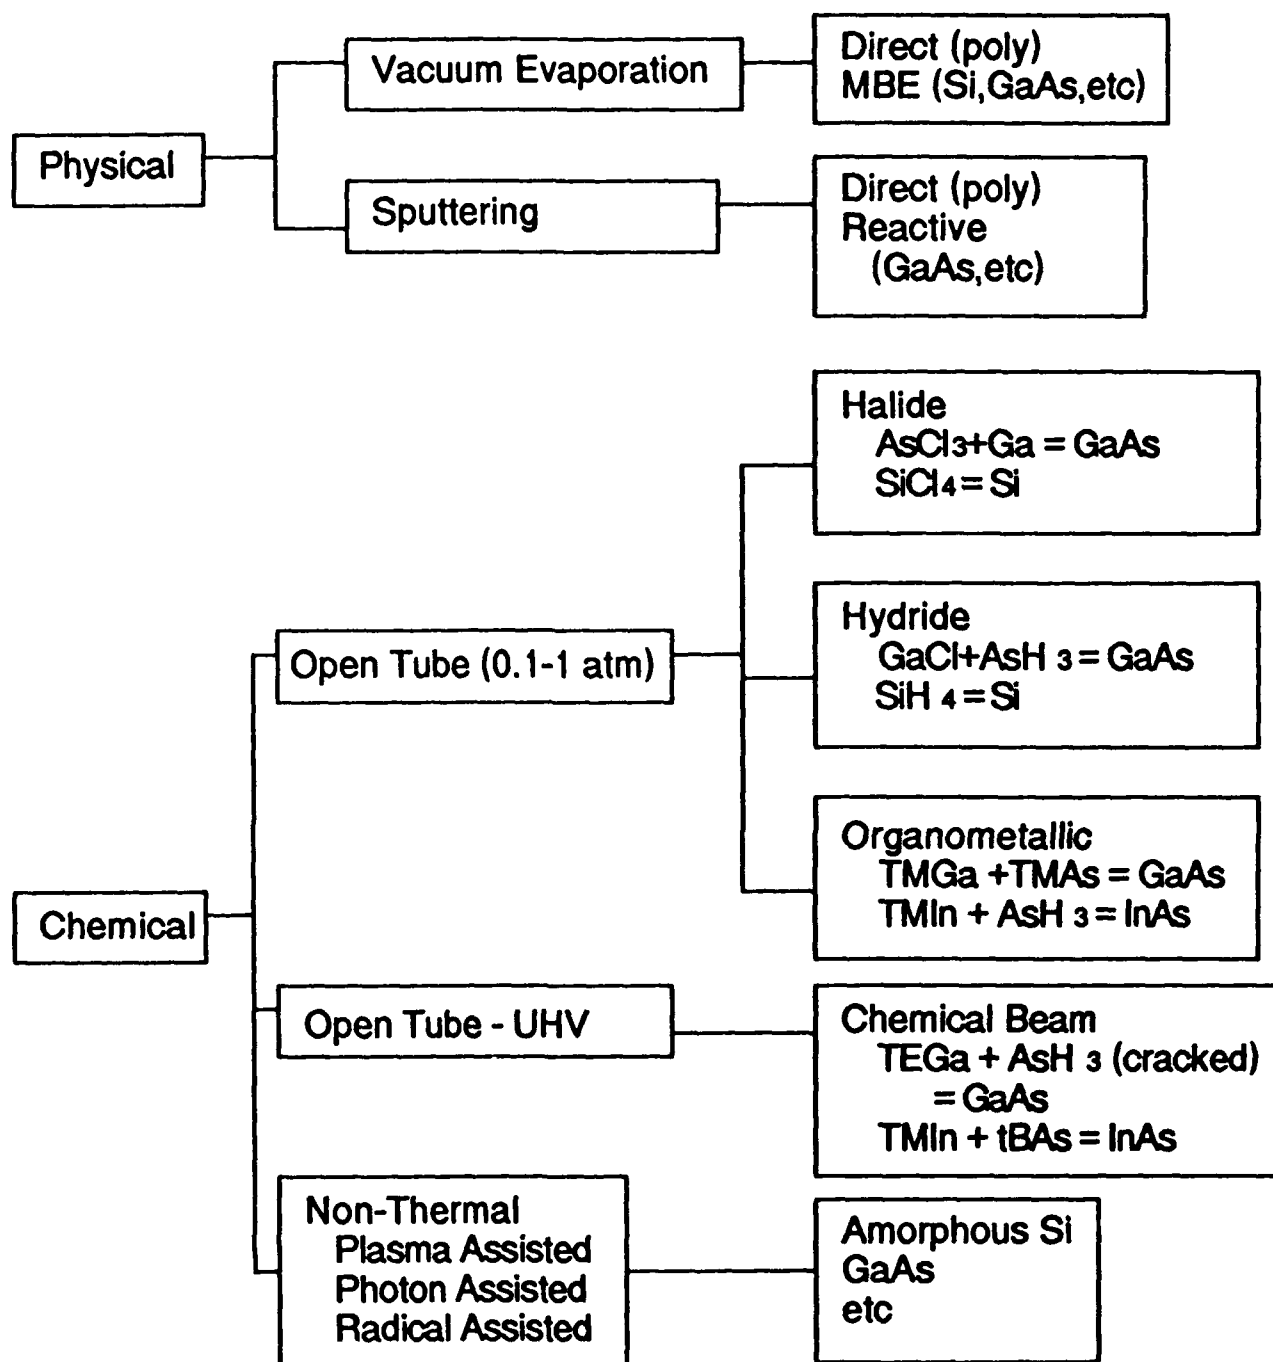 Physical
Vacuum Evaporation
Direct (poly)
MBE (Si,GaAs,etc)
Sputtering
Direct (poly)
Reactive
(GaAs,etc)
Chemical
Open Tube (0.1-1 atm)
Halide
AsCl3+Ga = GaAs
SiCl4 = Si
Hydride
GaCl+AsH 3 = GaAs
SiH 4 = Si
Organometallic
TMGa +TMAs = GaAs
TMIn + AsH 3 = InAs
Open Tube - UHV
Chemical Beam
TEGa + AsH 3 (cracked)
= GaAs
TMIn + tBAs = InAs
Non-Thermal
Plasma Assisted
Photon Assisted
Radical Assisted
Amorphous Si
GaAs
etc